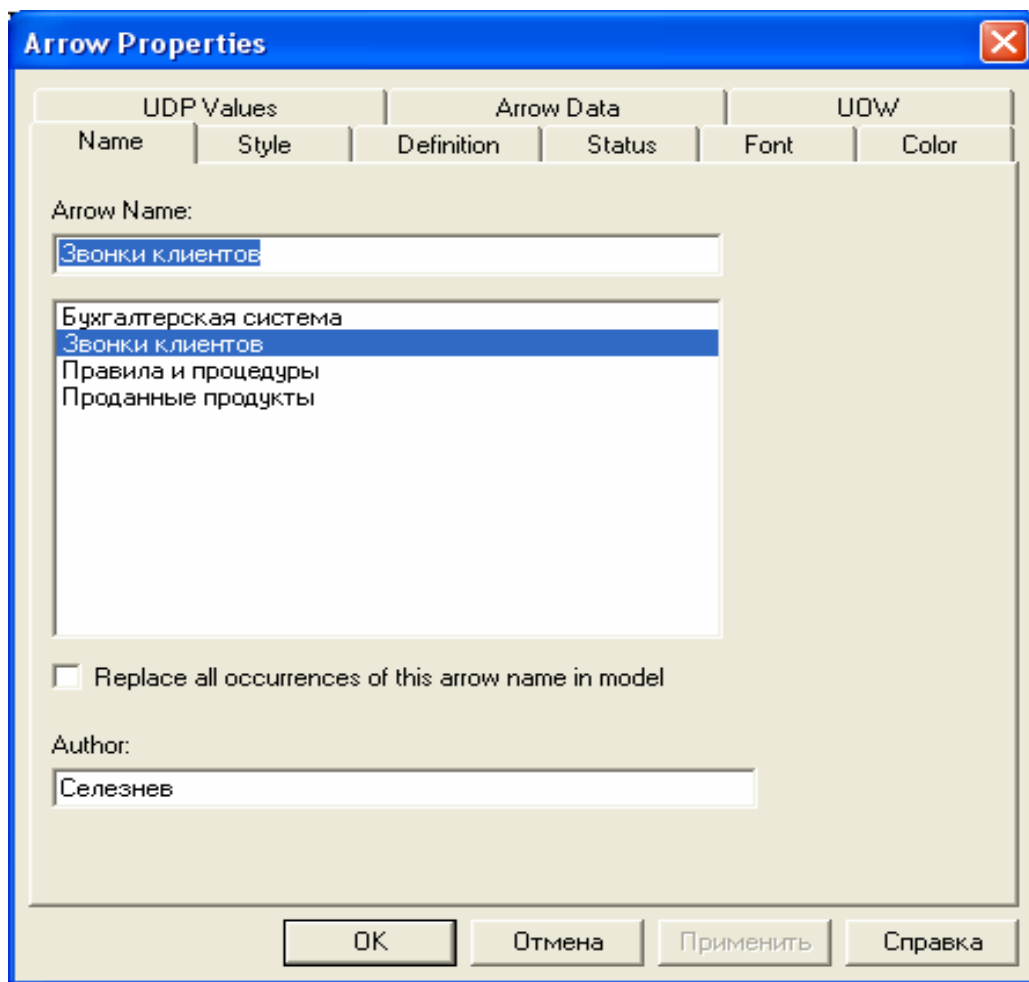 Arrow Properties
UDP Values Arrow Data UOW
Name Style Definition Status Font Color
Arrow Name:
Звонки клиентов
Бухгалтерская система
Звонки клиентов
Правила и процедуры
Проданные продукты
Replace all occurrences of this arrow name in model
Author:
Селезнев
OK Отмена Применить Справка